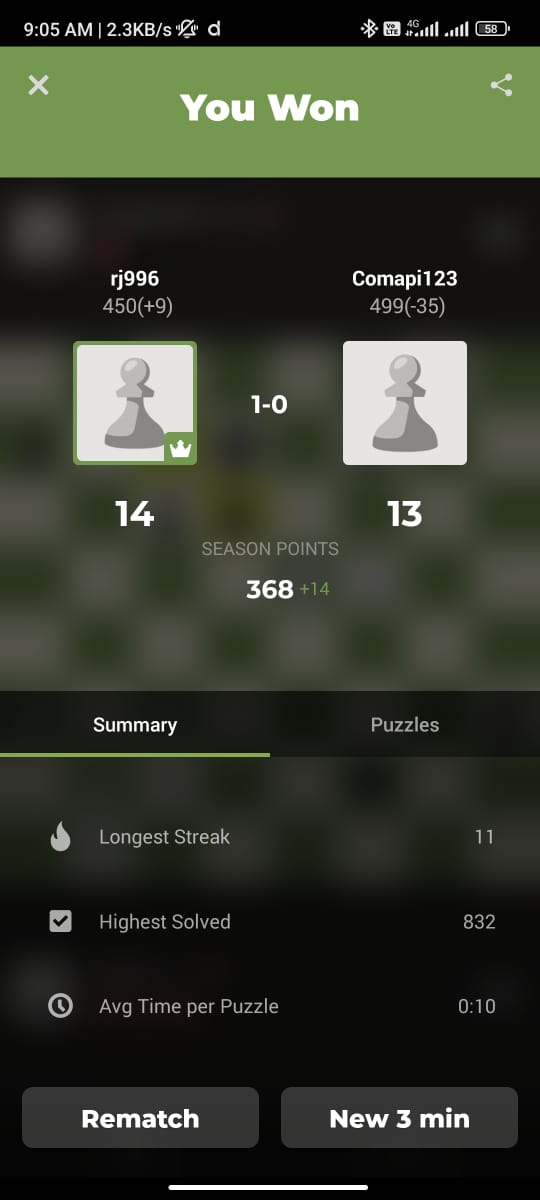 9:05 AM | 2.3KB/s
Vo LTE 4G 58
You Won
rj996
Comapi123
450(+9)
499(-35)
1-0
14
13
SEASON POINTS
368 +14
Summary
Puzzles
Longest Streak 11
Highest Solved 832
Avg Time per Puzzle 0:10
Rematch
New 3 min